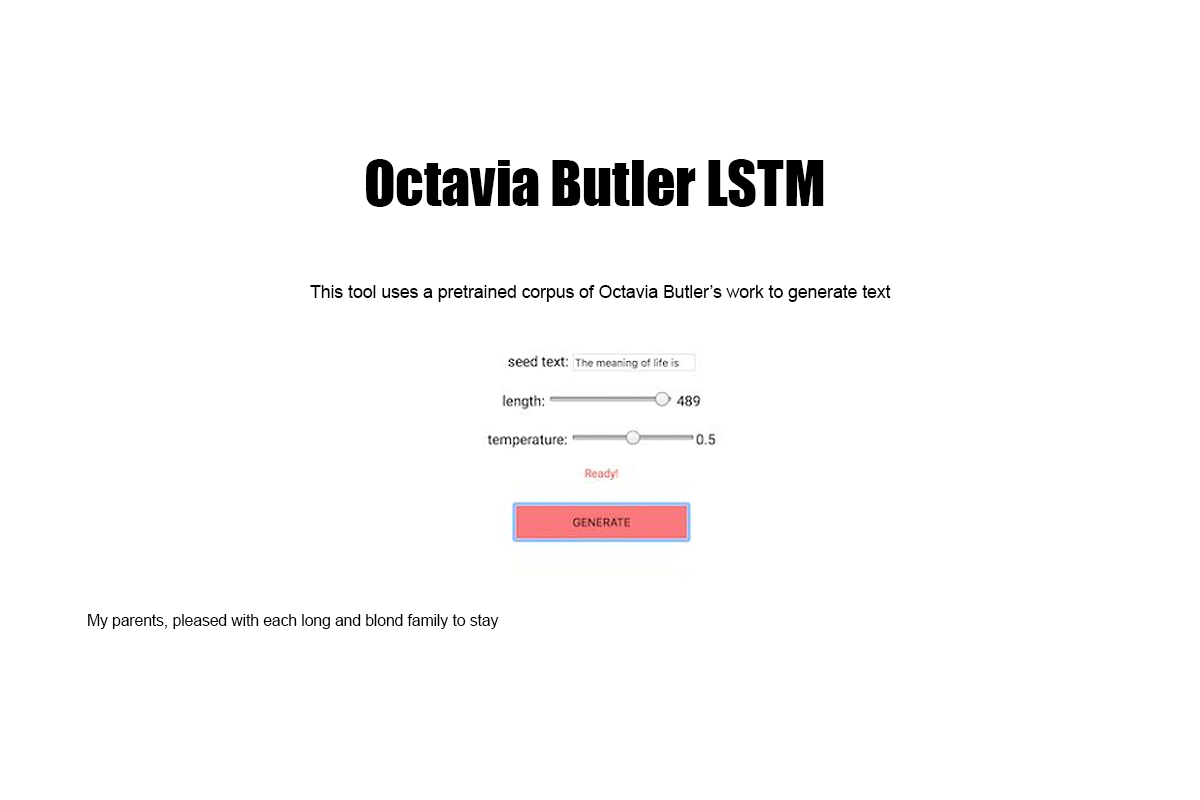 Octavia Butler LSTM
This tool uses a pretrained corpus of Octavia Butler’s work to generate text
seed text: The meaning of life is
length: 489
temperature: 0.5
Ready!
GENERATE
My parents, pleased with each long and blond family to stay